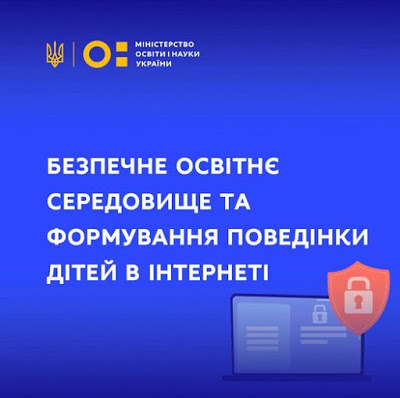 МІНІСТЕРСТВО
ОСВІТИ І НАУКИ
УКРАЇНИ
БЕЗПЕЧНЕ ОСВІТНЄ
СЕРЕДОВИЩЕ ТА
ФОРМУВАННЯ ПОВЕДІНКИ
ДІТЕЙ В ІНТЕРНЕТІ